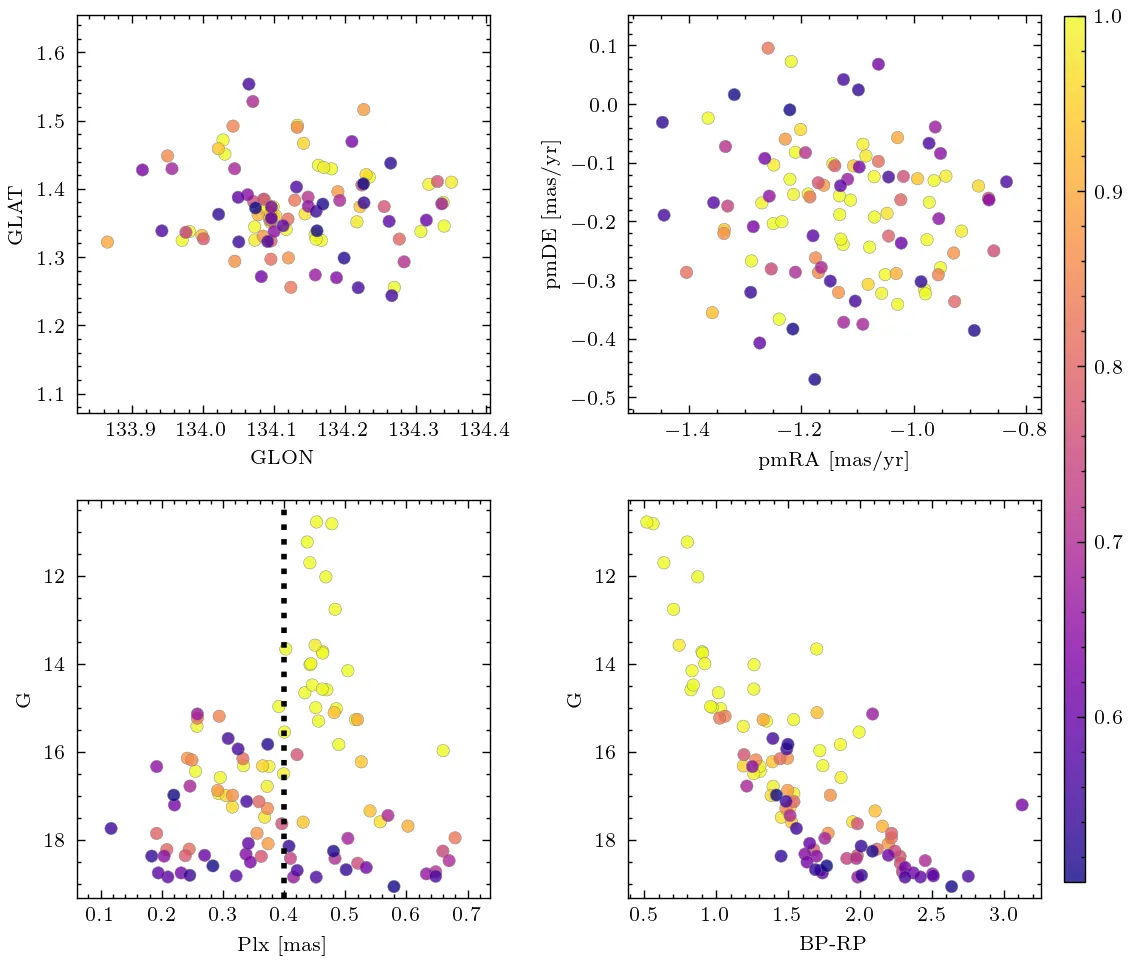 1.6
1.5
1.4
1.3
1.2
1.1
GLAT
133.9 134.0 134.1 134.2 134.3 134.4
GLON
0.1
0.0
−0.1
−0.2
−0.3
−0.4
−0.5
pmDE [mas/yr]
−1.4 −1.2 −1.0 −0.8
pmRA [mas/yr]
12
14
16
18
G
0.1 0.2 0.3 0.4 0.5 0.6 0.7
Plx [mas]
12
14
16
18
G
0.5 1.0 1.5 2.0 2.5 3.0
BP-RP
1.0
0.9
0.8
0.7
0.6